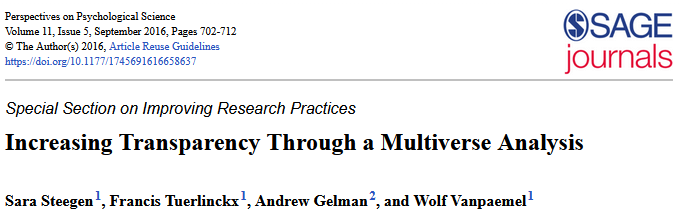 Perspectives on Psychological Science
Volume 11, Issue 5, September 2016, Pages 702-712
© The Author(s) 2016, Article Reuse Guidelines
https://doi.org/10.1177/1745691616658637
SSAGE journals
Special Section on Improving Research Practices
Increasing Transparency Through a Multiverse Analysis
Sara Steegen1, Francis Tuerlinckx1, Andrew Gelman2, and Wolf Vanpaemel1